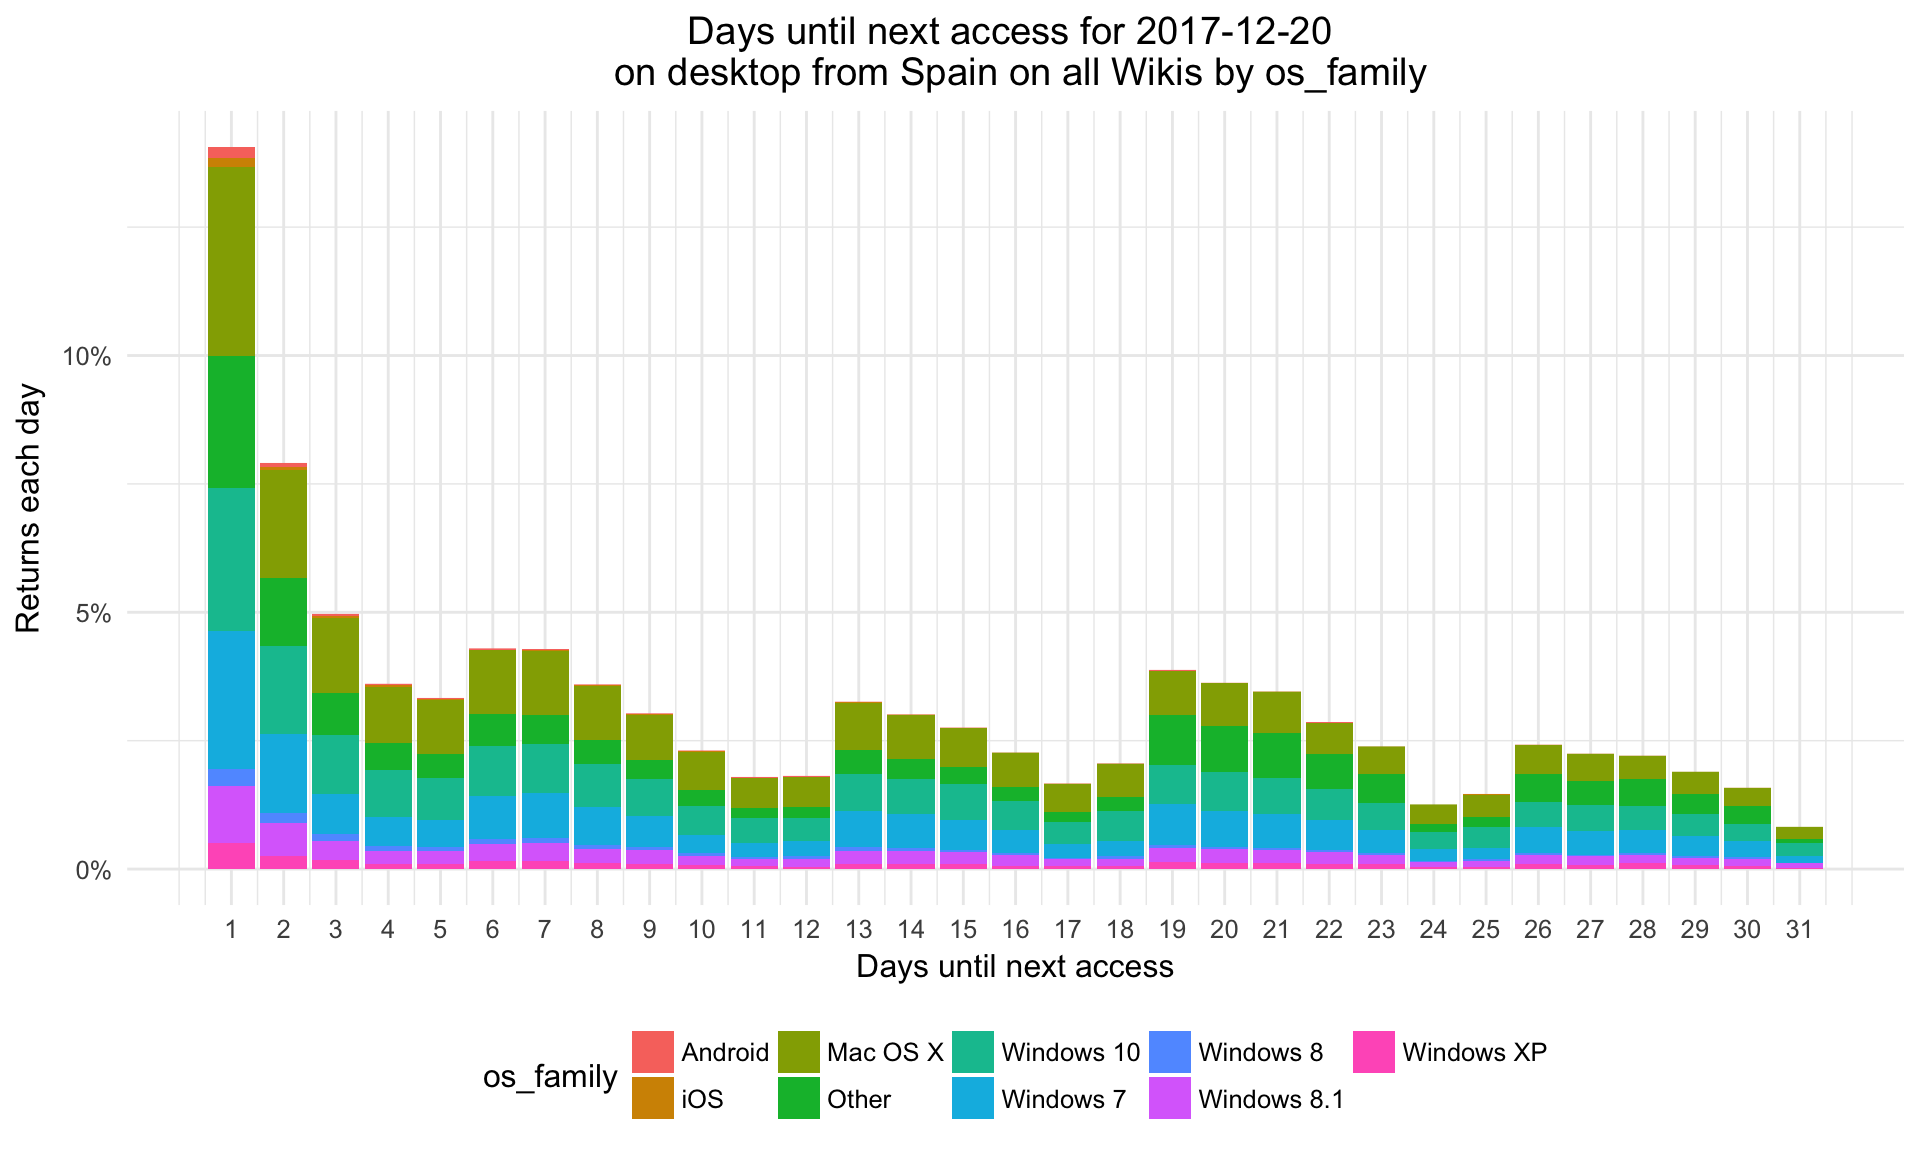 Days until next access for 2017-12-20
on desktop from Spain on all Wikis by os_family
Returns each day
10%
5%
0%
1 2 3 4 5 6 7 8 9 10 11 12 13 14 15 16 17 18 19 20 21 22 23 24 25 26 27 28 29 30 31
Days until next access
os_family
Android Mac OS X Windows 10 Windows 8 Windows XP
iOS Other Windows 7 Windows 8.1